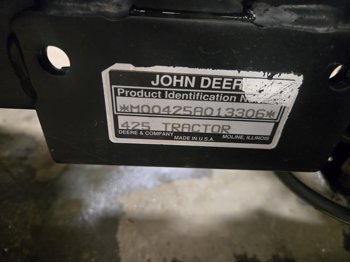 JOHN DEER
Product Identification N
*M00425A013306*
425 TRACTOR
DEERE & COMPANY MADE IN U.S.A. MOLINE, ILLINOIS